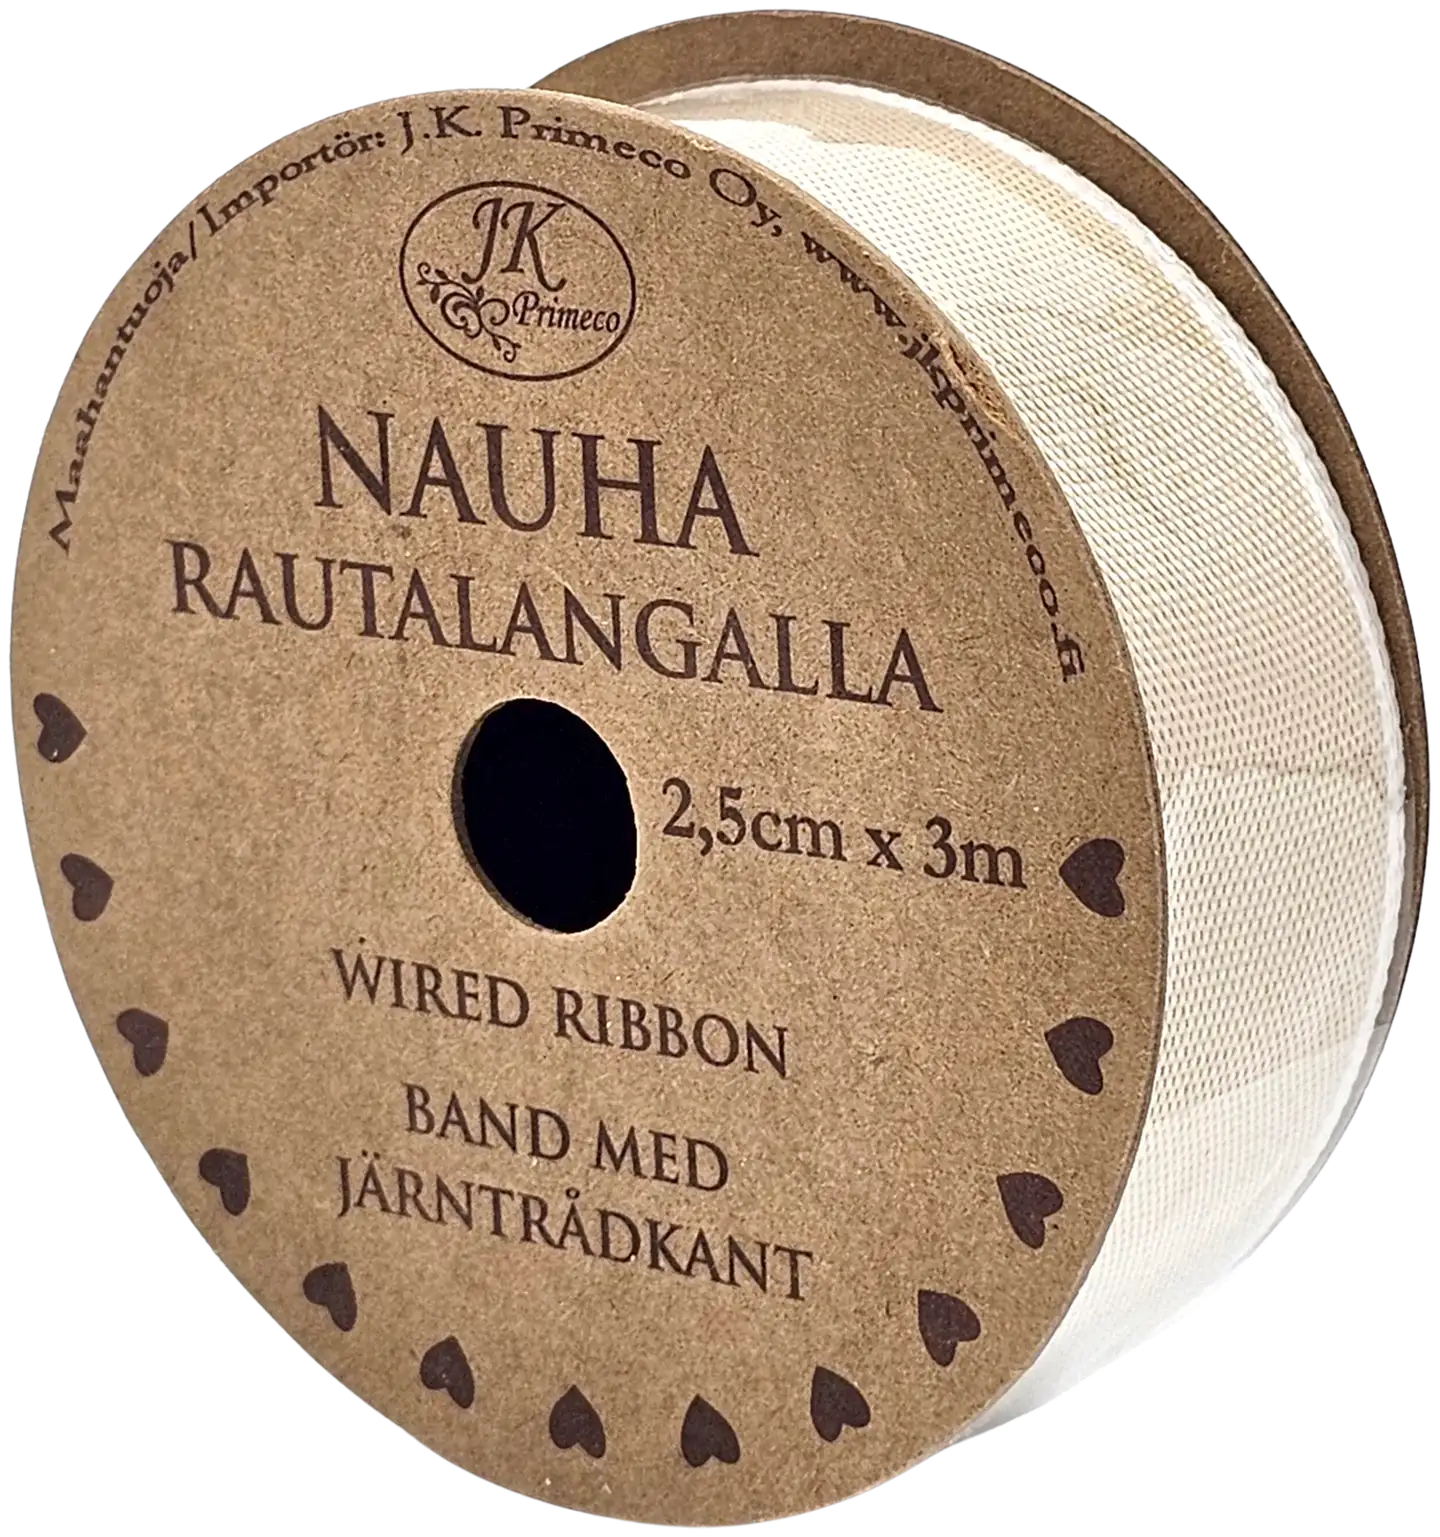 Maahantuoja/Importör: J.K. Primeco Oy, www.jkprimeco.fi
JK
Primeco
NAUHA
RAUTALANGALLA
2,5cm x 3m
WIRED RIBBON
BAND MED
JÄRNTRÅDKANT